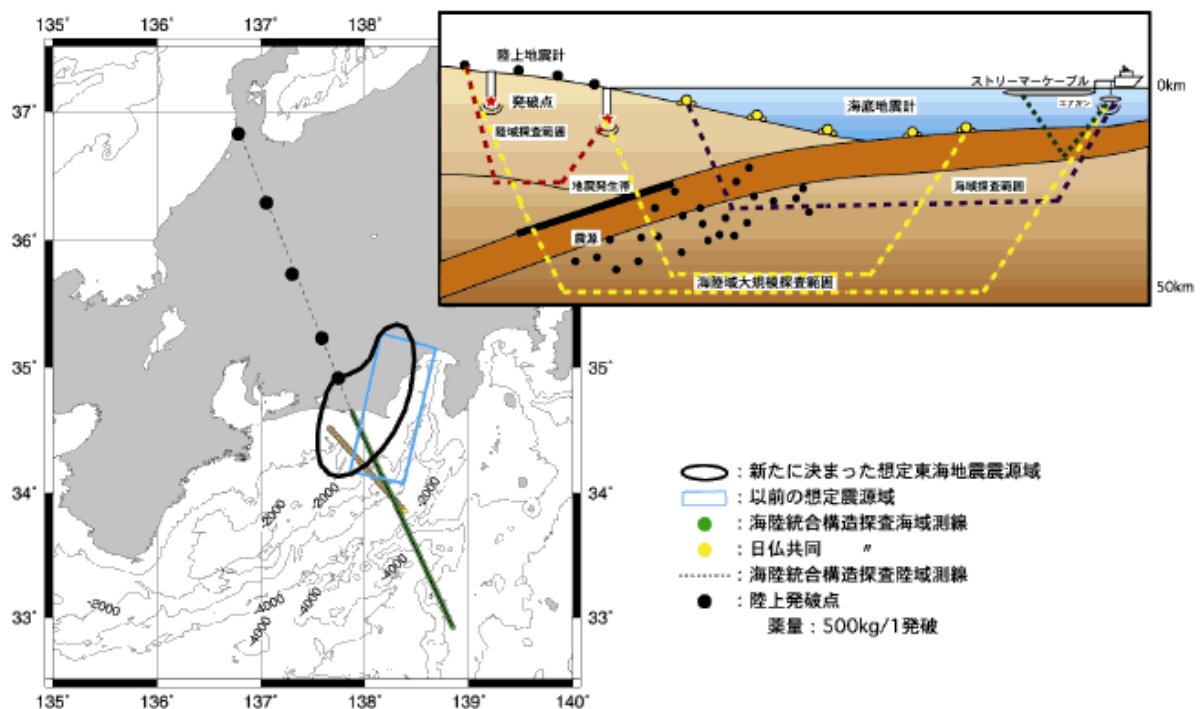 135° 136° 137° 138°
37°
36°
35°
34°
33°
陸上地震計
ストリーマーケーブル
0km
発破点
海底地震計
エアガン
陸域探査範囲
地震発生帯
海域探査範囲
震源
海陸域大規模探査範囲
50km
35°
34°
33°
-2000
-2000
-2000
-4000
-2000
-4000
-4000
-4000
135° 136° 137° 138° 139° 140°
：新たに決まった想定東海地震震源域
：以前の想定震源域
：海陸統合構造探査海域測線
：日仏共同 〃
：海陸統合構造探査陸域測線
：陸上発破点
薬量：500kg/1発破